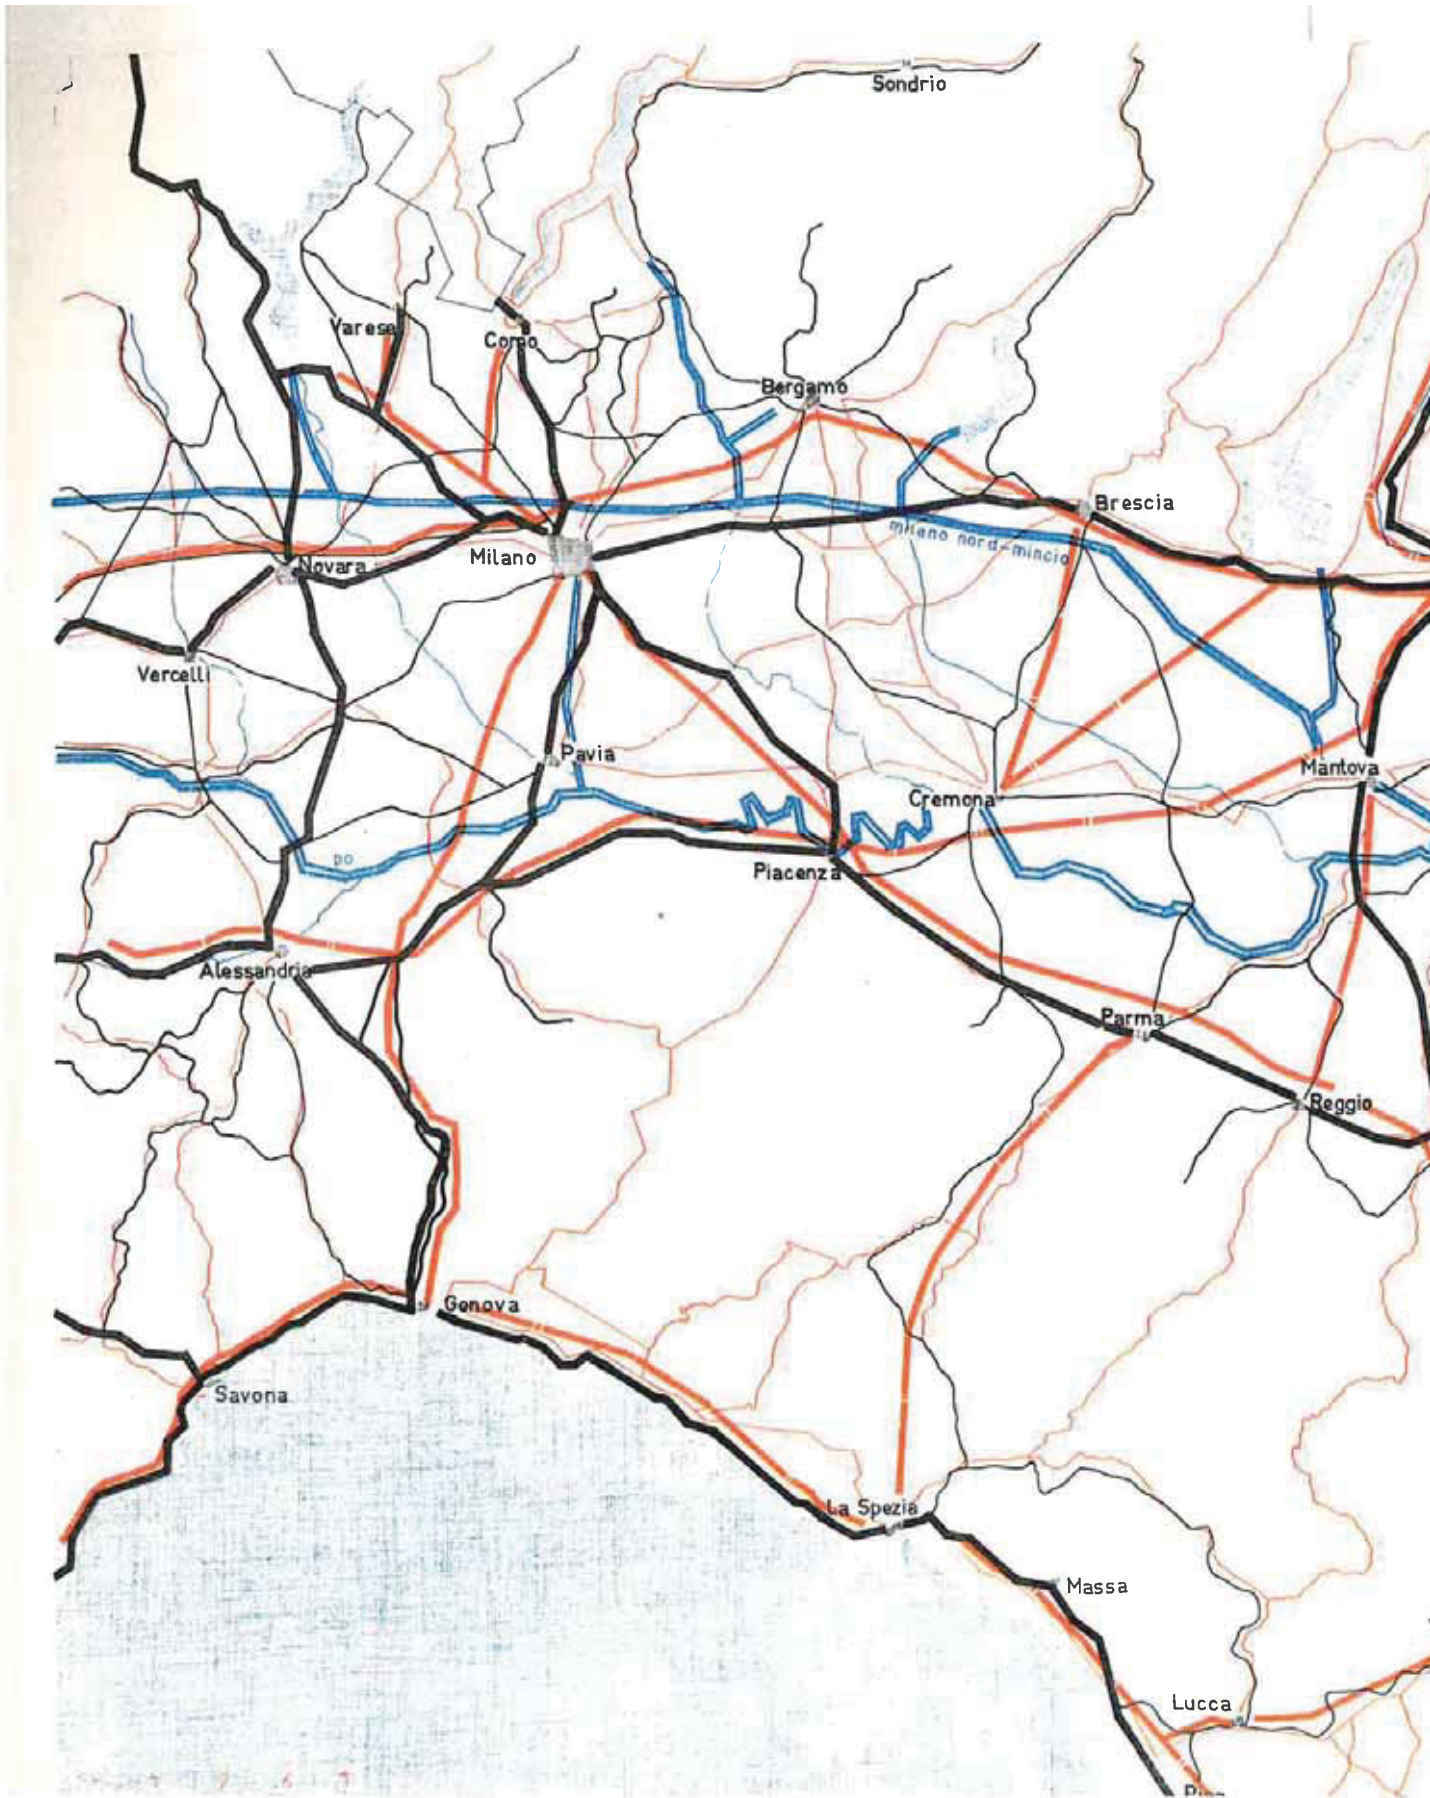 Sondrio
Varese
Como
Bergamo
Brescia
milano nord-mincio
Milano
Novara
Vercelli
Pavia
Mantova
Cremona
po
Piacenza
Alessandria
Parma
Reggio
Genova
Savona
La Spezia
Massa
Lucca